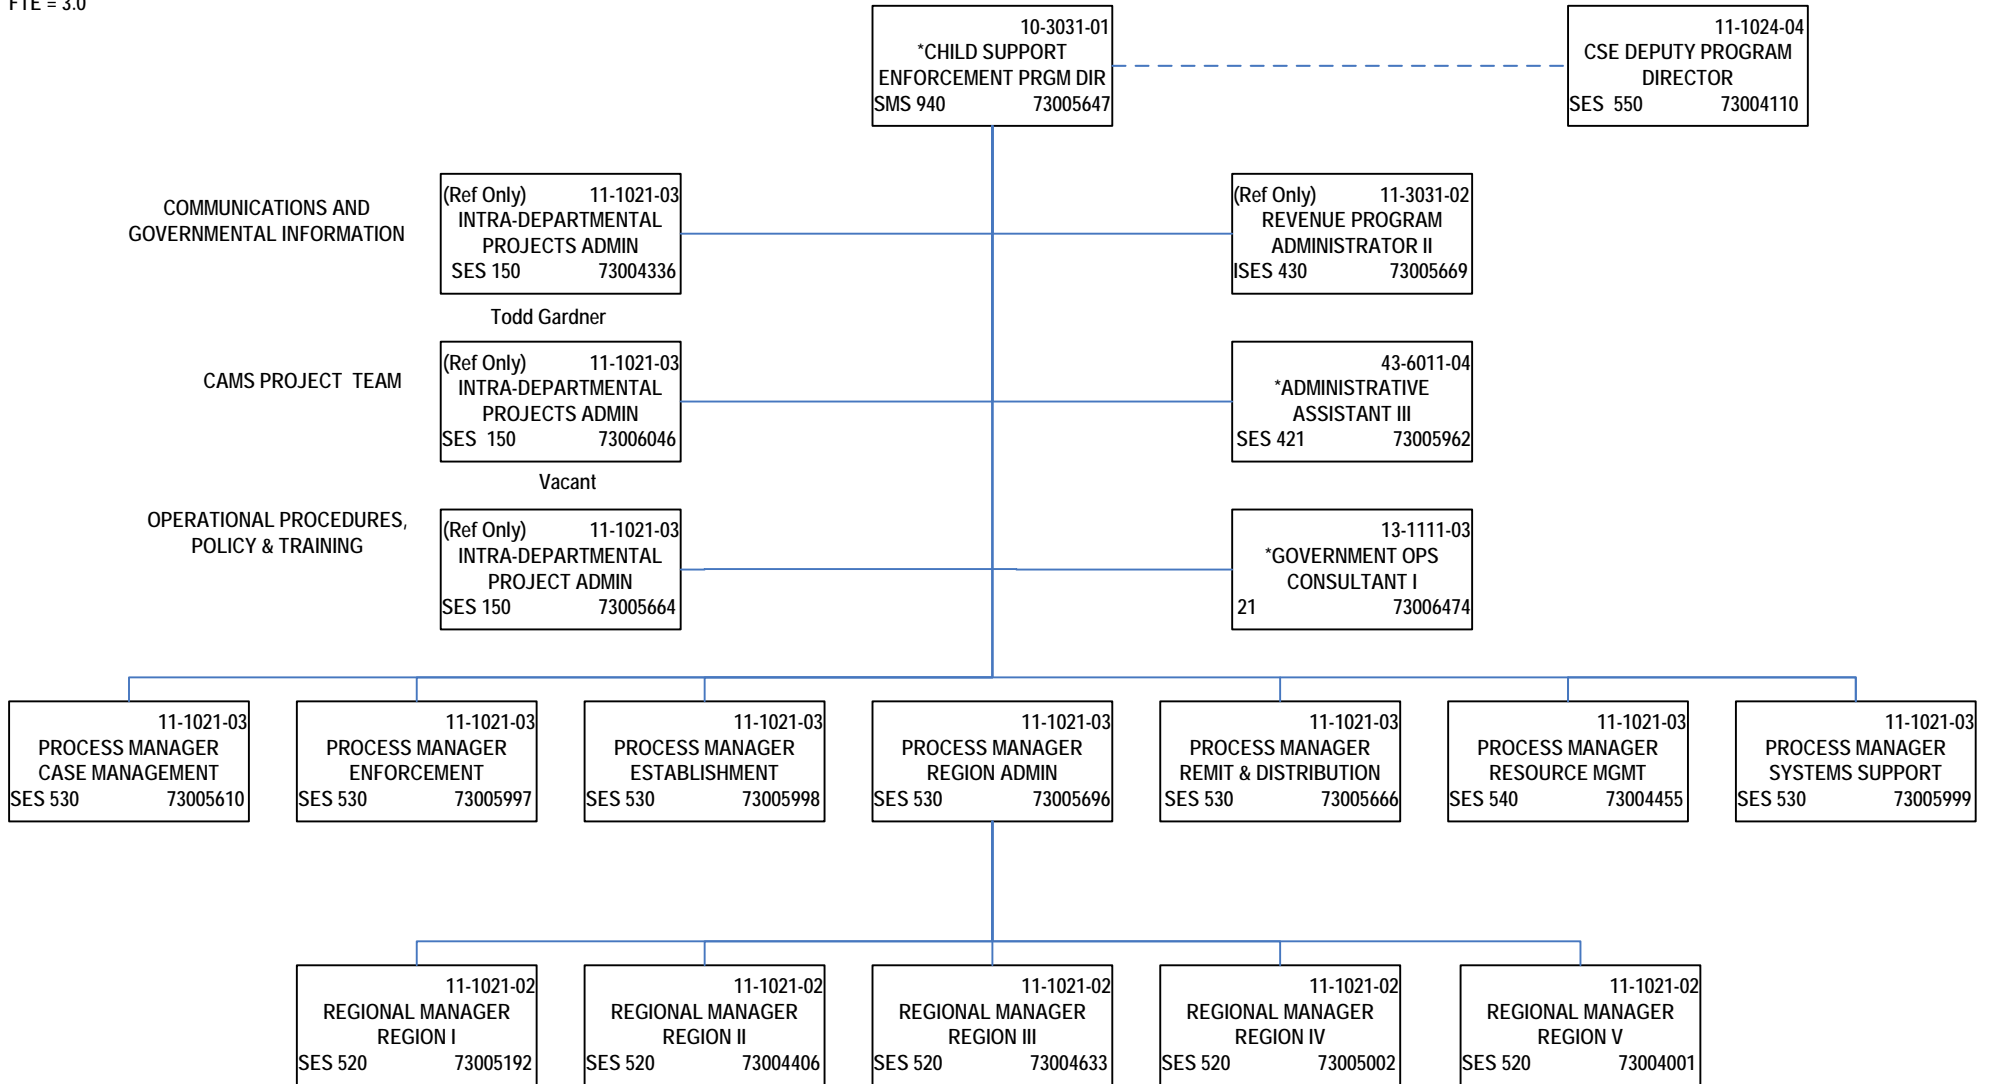 FTE = 3.0
10-3031-01
*CHILD SUPPORT
ENFORCEMENT PRGM DIR
SMS 940 73005647
11-1024-04
CSE DEPUTY PROGRAM
DIRECTOR
SES 550 73004110
COMMUNICATIONS AND
GOVERNMENTAL INFORMATION
(Ref Only) 11-1021-03
INTRA-DEPARTMENTAL
PROJECTS ADMIN
SES 150 73004336
(Ref Only) 11-3031-02
REVENUE PROGRAM
ADMINISTRATOR II
ISES 430 73005669
Todd Gardner
CAMS PROJECT TEAM
(Ref Only) 11-1021-03
INTRA-DEPARTMENTAL
PROJECTS ADMIN
SES 150 73006046
43-6011-04
*ADMINISTRATIVE
ASSISTANT III
SES 421 73005962
Vacant
OPERATIONAL PROCEDURES,
POLICY & TRAINING
(Ref Only) 11-1021-03
INTRA-DEPARTMENTAL
PROJECT ADMIN
SES 150 73005664
13-1111-03
*GOVERNMENT OPS
CONSULTANT I
21 73006474
11-1021-03
PROCESS MANAGER
CASE MANAGEMENT
SES 530 73005610
11-1021-03
PROCESS MANAGER
ENFORCEMENT
SES 530 73005997
11-1021-03
PROCESS MANAGER
ESTABLISHMENT
SES 530 73005998
11-1021-03
PROCESS MANAGER
REGION ADMIN
SES 530 73005696
11-1021-03
PROCESS MANAGER
REMIT & DISTRIBUTION
SES 530 73005666
11-1021-03
PROCESS MANAGER
RESOURCE MGMT
SES 540 73004455
11-1021-03
PROCESS MANAGER
SYSTEMS SUPPORT
SES 530 73005999
11-1021-02
REGIONAL MANAGER
REGION I
SES 520 73005192
11-1021-02
REGIONAL MANAGER
REGION II
SES 520 73004406
11-1021-02
REGIONAL MANAGER
REGION III
SES 520 73004633
11-1021-02
REGIONAL MANAGER
REGION IV
SES 520 73005002
11-1021-02
REGIONAL MANAGER
REGION V
SES 520 73004001